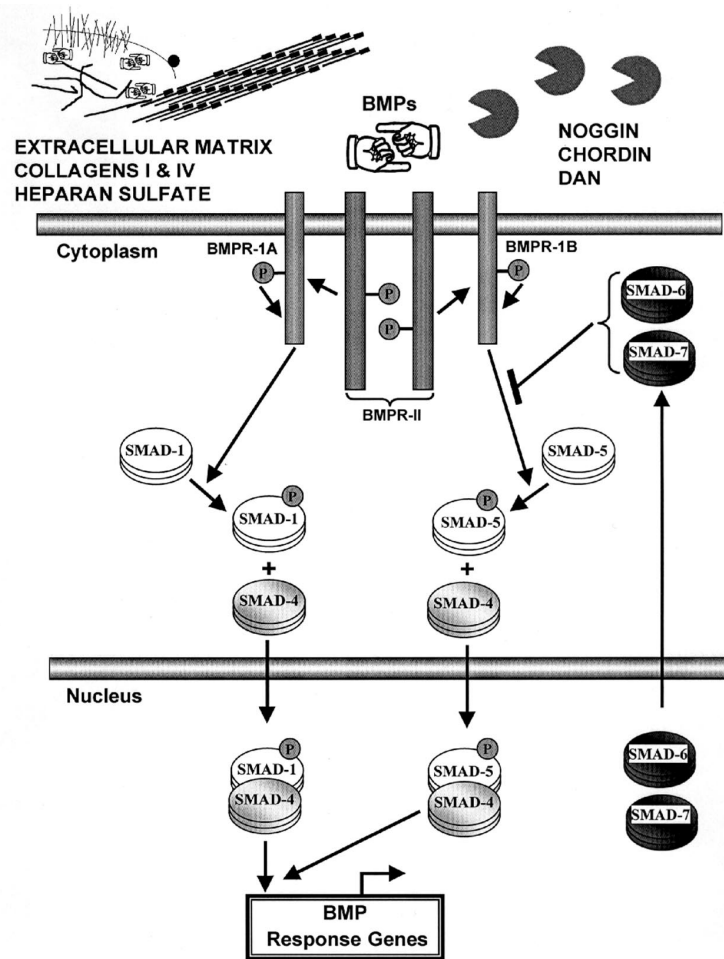 BMPs
EXTRACELLULAR MATRIX
COLLAGENS I & IV
HEPARAN SULFATE
NOGGIN
CHORDIN
DAN
Cytoplasm
BMPR-1A
BMPR-1B
P
P
P
P
SMAD-6
SMAD-7
BMPR-II
SMAD-1
SMAD-5
P
SMAD-1
P
SMAD-5
+
+
SMAD-4
SMAD-4
Nucleus
P
SMAD-1
SMAD-4
P
SMAD-5
SMAD-4
SMAD-6
SMAD-7
BMP
Response Genes